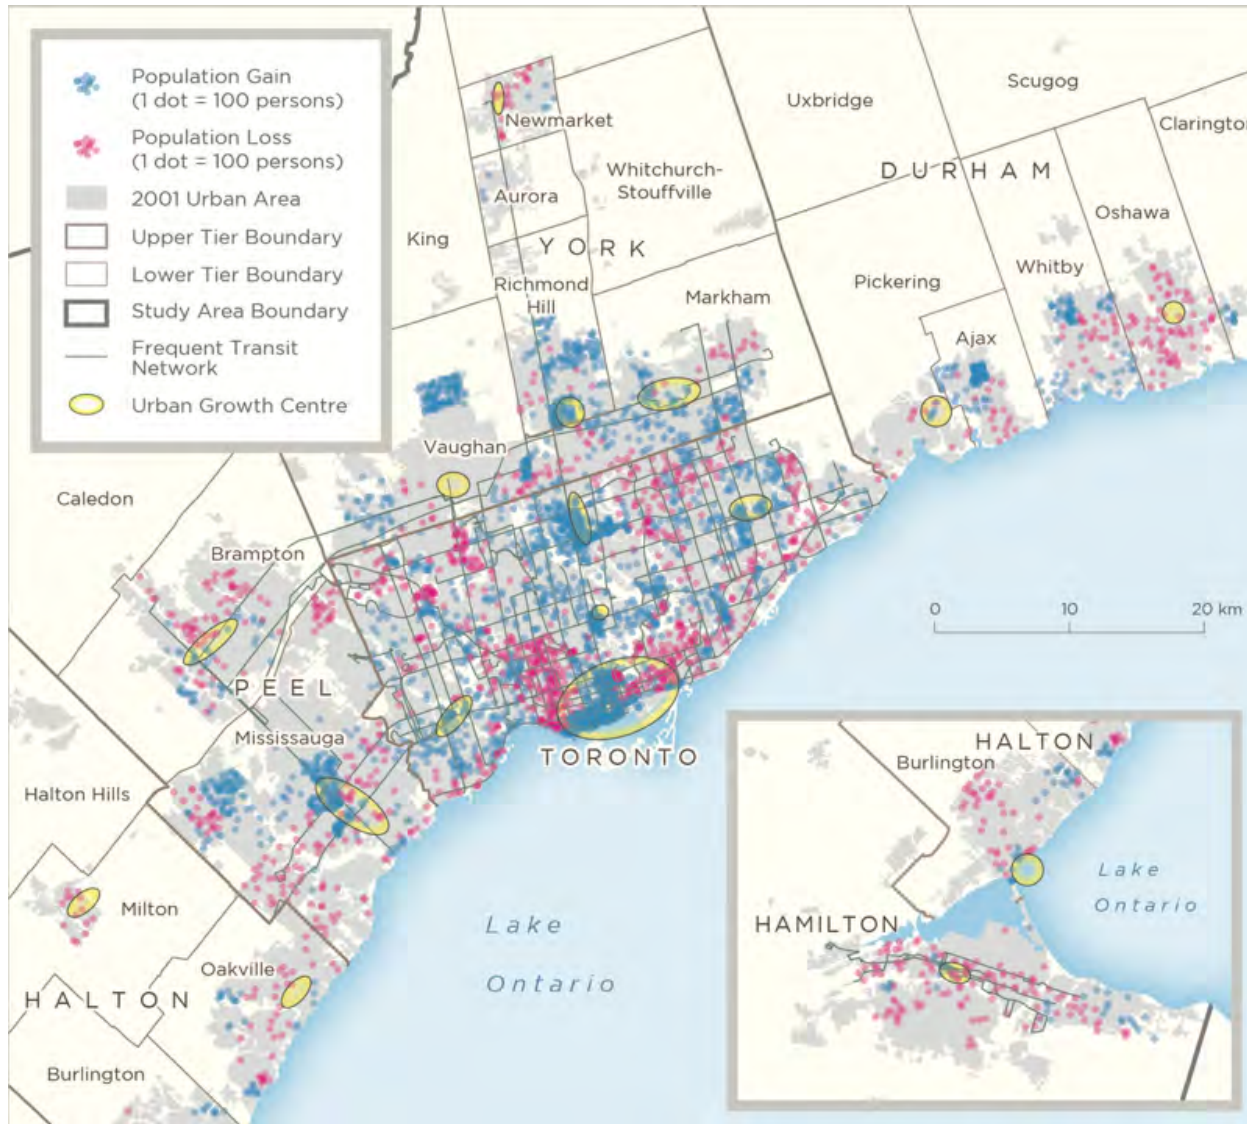 Population Gain
(1 dot = 100 persons)
Population Loss
(1 dot = 100 persons)
2001 Urban Area
Upper Tier Boundary
Lower Tier Boundary
Study Area Boundary
Frequent Transit
Network
Urban Growth Centre
Scugog
Uxbridge
Clarington
Newmarket
Whitchurch-
Stouffville
DURHAM
Aurora
Oshawa
King
YORK
Whitby
Richmond
Hill
Markham
Pickering
Ajax
Vaughan
Caledon
Brampton
0 10 20 km
PEEL
Mississauga
TORONTO
Halton Hills
Milton
Lake
Ontario
Oakville
HALTON
Burlington
HALTON
Burlington
Lake
Ontario
HAMILTON